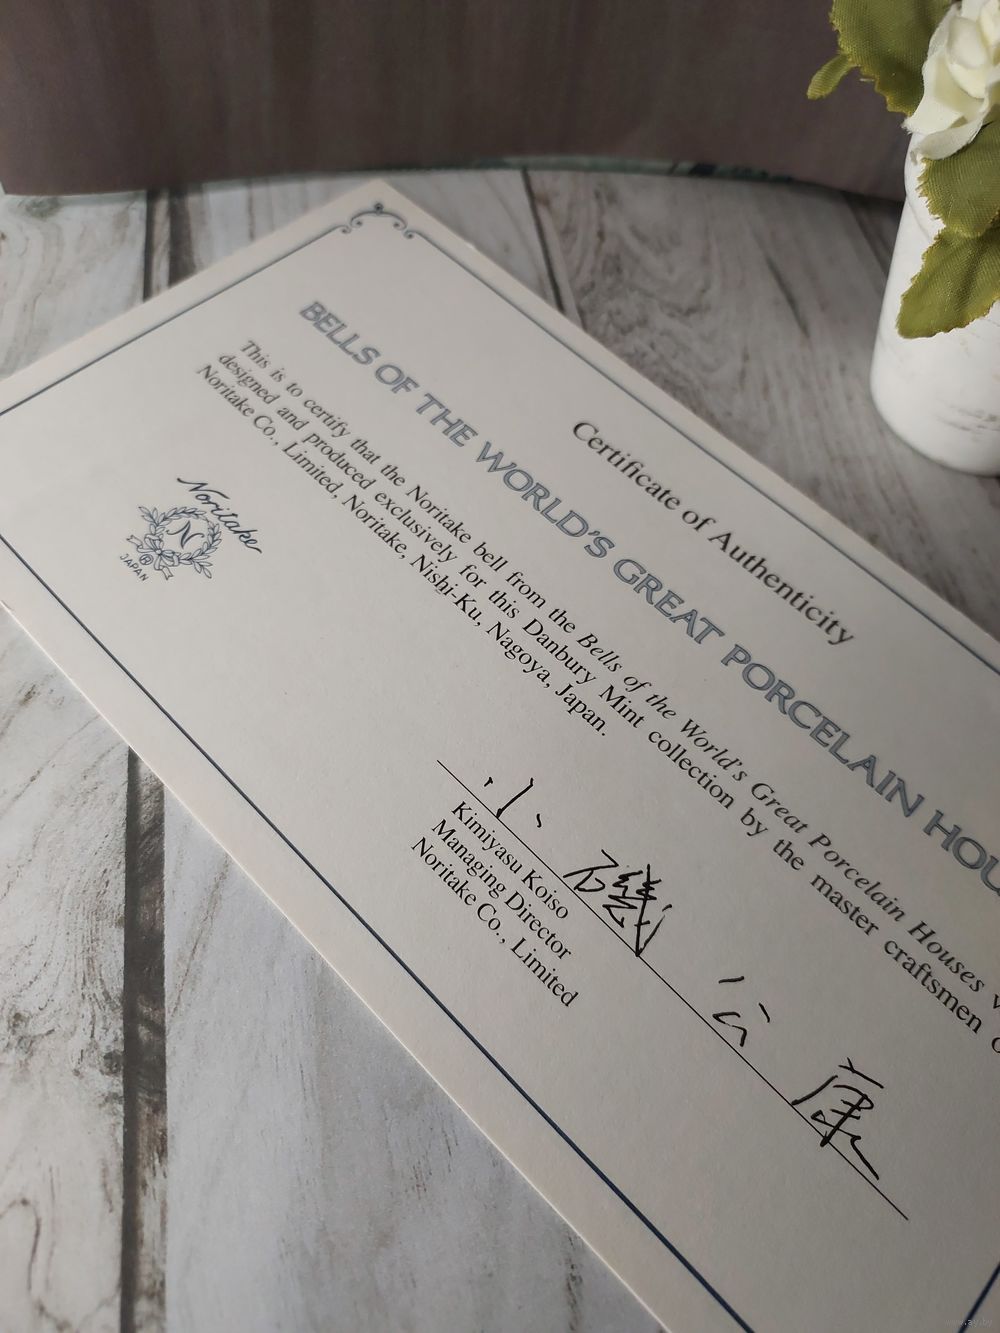 Certificate of Authenticity
BELLS OF THE WORLD'S GREAT PORCELAIN
This is to certify that the Noritake bell from the Bells of the World's Great Porcelain Houses
designed and produced exclusively for this Danbury Mint collection by the master craftsmen
Noritake Co., Limited, Noritake, Nishi-Ku, Nagoya, Japan.
Noritake
N
®
JAPAN
小磯公康
Kimiyasu Koiso
Managing Director
Noritake Co., Limited
www.ay.by